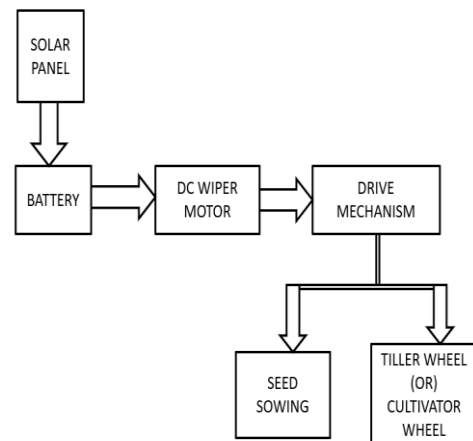 SOLAR
PANEL
BATTERY
DC WIPER
MOTOR
DRIVE
MECHANISM
SEED
SOWING
TILLER WHEEL
(OR)
CULTIVATOR
WHEEL